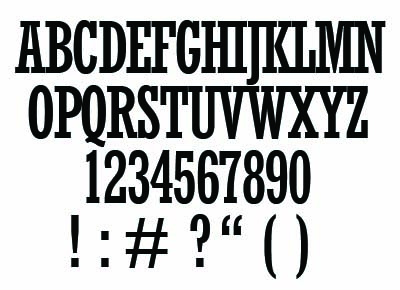 ABCDEFGHIJKLMN
OPQRSTUVWXYZ
1234567890
! : # ? “ ( )